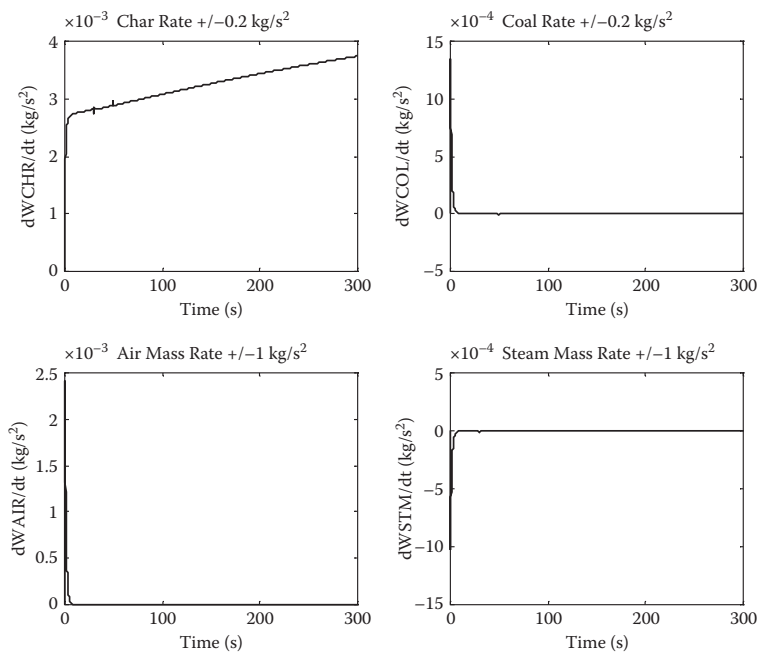 ×10⁻³ Char Rate +/−0.2 kg/s²
4
3
2
1
0
dWCHR/dt (kg/s²)
0 100 200 300
Time (s)
×10⁻⁴ Coal Rate +/−0.2 kg/s²
15
10
5
0
−5
dWCOL/dt (kg/s²)
0 100 200 300
Time (s)
×10⁻³ Air Mass Rate +/−1 kg/s²
2.5
2
1.5
1
0.5
0
dWAIR/dt (kg/s²)
0 100 200 300
Time (s)
×10⁻⁴ Steam Mass Rate +/−1 kg/s²
5
0
−5
−10
−15
dWSTM/dt (kg/s²)
0 100 200 300
Time (s)